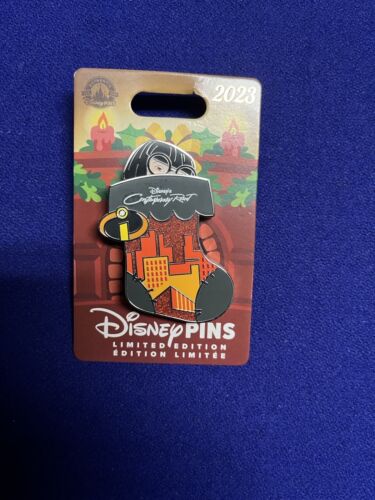 2023
Disney's
Contemporary Resort
i
DISNEY PINS
LIMITED EDITION
ÉDITION LIMITÉE